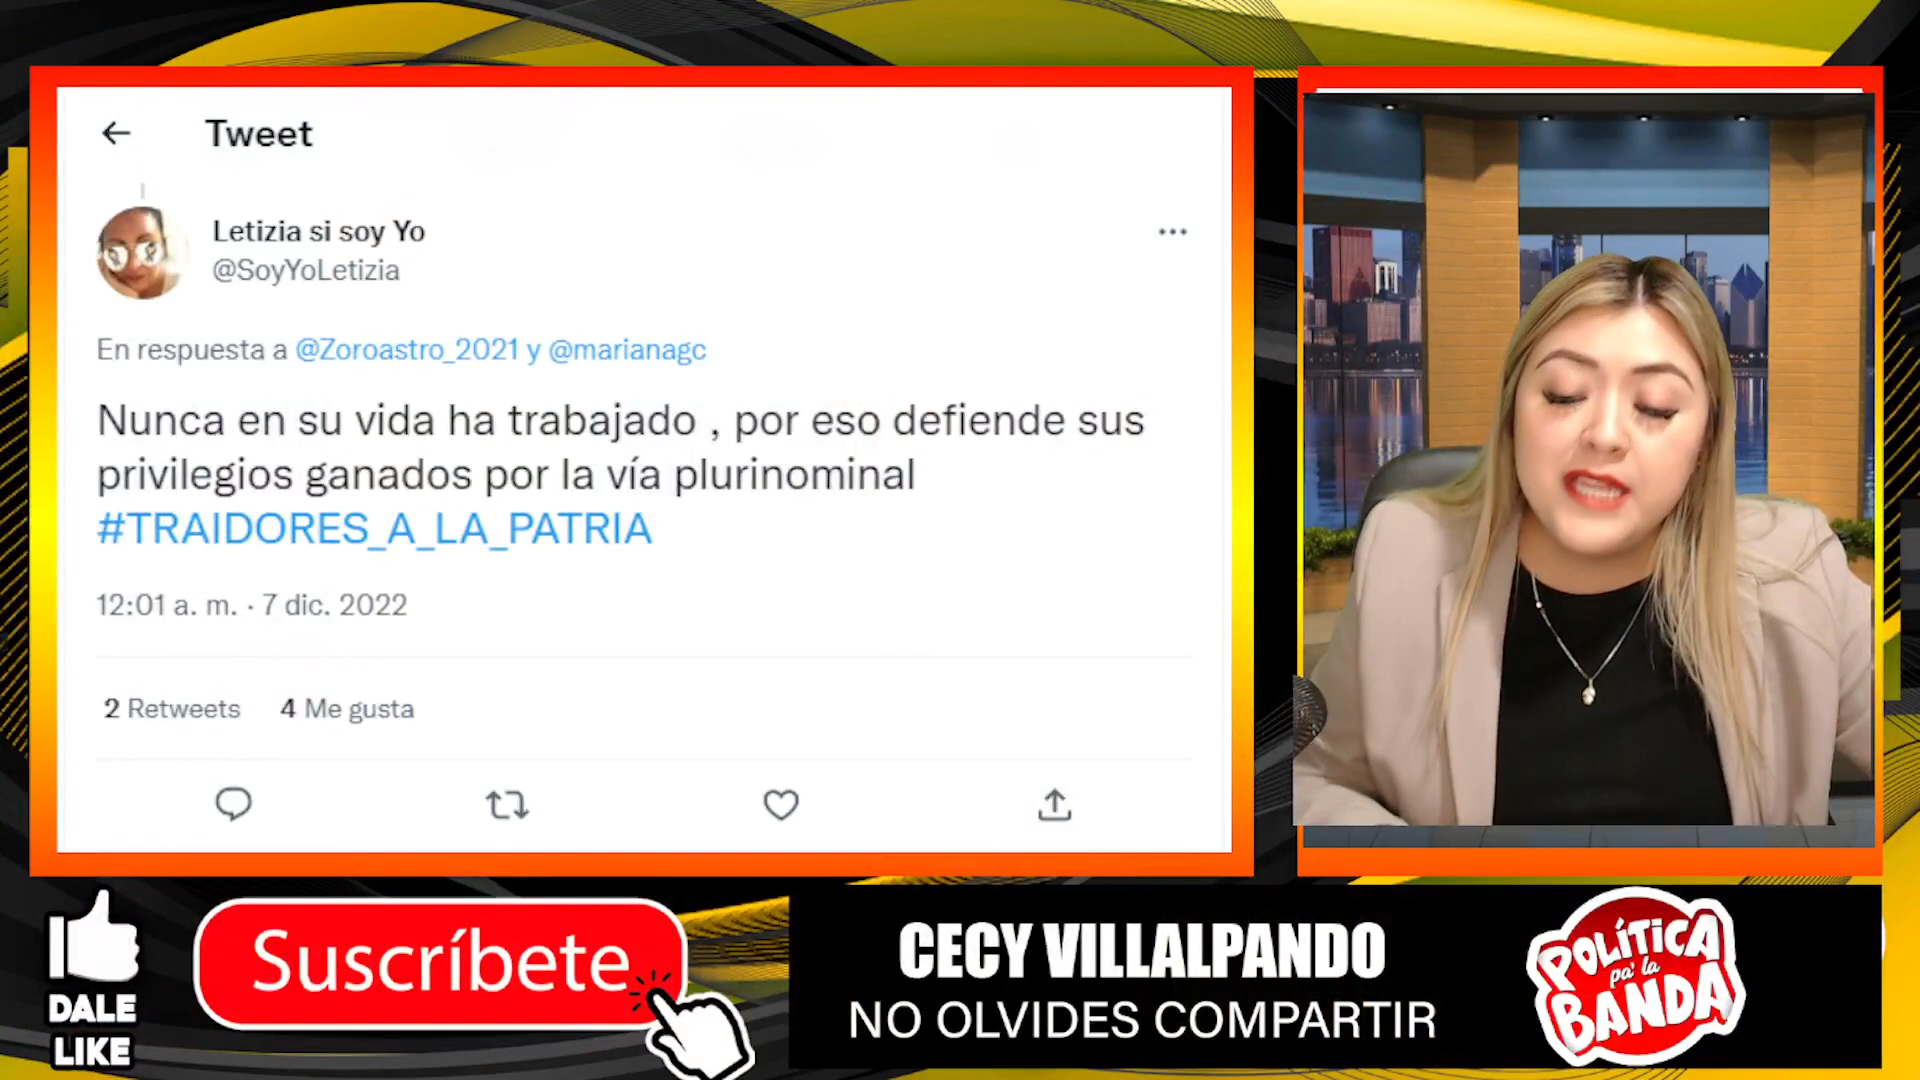 Tweet
Letizia si soy Yo
@SoyYoLetizia
En respuesta a @Zoroastro_2021 y @marianagc
Nunca en su vida ha trabajado , por eso defiende sus
privilegios ganados por la vía plurinominal
#TRAIDORES_A_LA_PATRIA
12:01 a. m. · 7 dic. 2022
2 Retweets 4 Me gusta
DALE
LIKE
Suscríbete
CECY VILLALPANDO
NO OLVIDES COMPARTIR
POLÍTICA
pa' la
BANDA